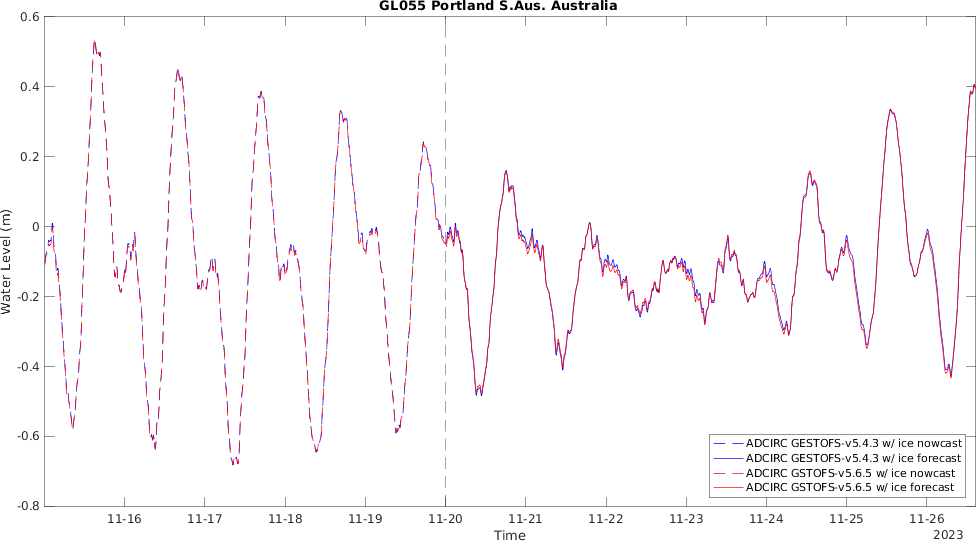 GL055 Portland S.Aus. Australia
0.6
0.4
0.2
0
-0.2
-0.4
-0.6
-0.8
Water Level (m)
ADCIRC GESTOFS-v5.4.3 w/ ice nowcast
ADCIRC GESTOFS-v5.4.3 w/ ice forecast
ADCIRC GSTOFS-v5.6.5 w/ ice nowcast
ADCIRC GSTOFS-v5.6.5 w/ ice forecast
11-16 11-17 11-18 11-19 11-20 11-21 11-22 11-23 11-24 11-25 11-26
Time
2023